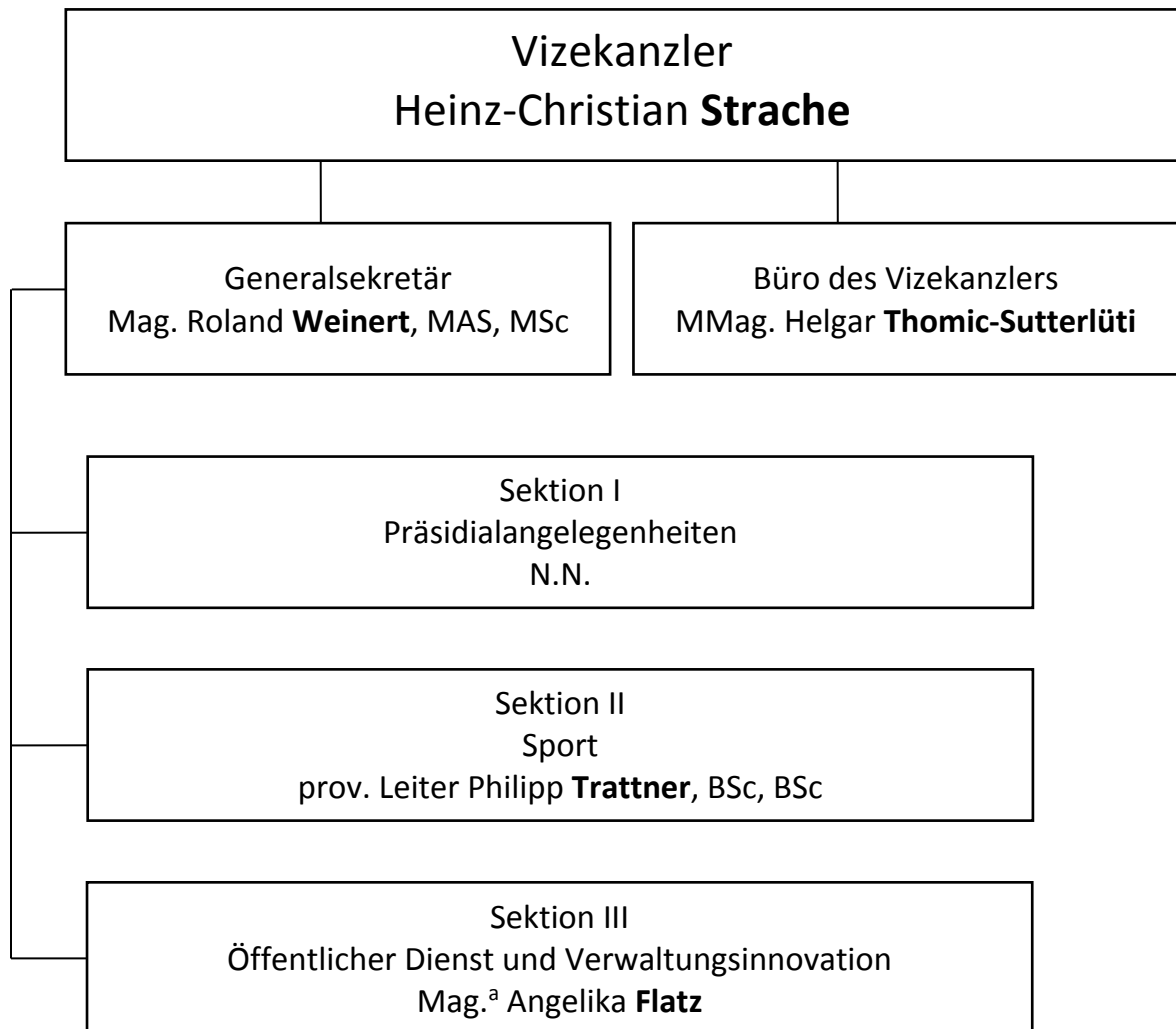 Vizekanzler
Heinz-Christian Strache
Generalsekretär
Mag. Roland Weinert, MAS, MSc
Büro des Vizekanzlers
MMag. Helgar Thomic-Sutterlüti
Sektion I
Präsidialangelegenheiten
N.N.
Sektion II
Sport
prov. Leiter Philipp Trattner, BSc, BSc
Sektion III
Öffentlicher Dienst und Verwaltungsinnovation
Mag.ª Angelika Flatz